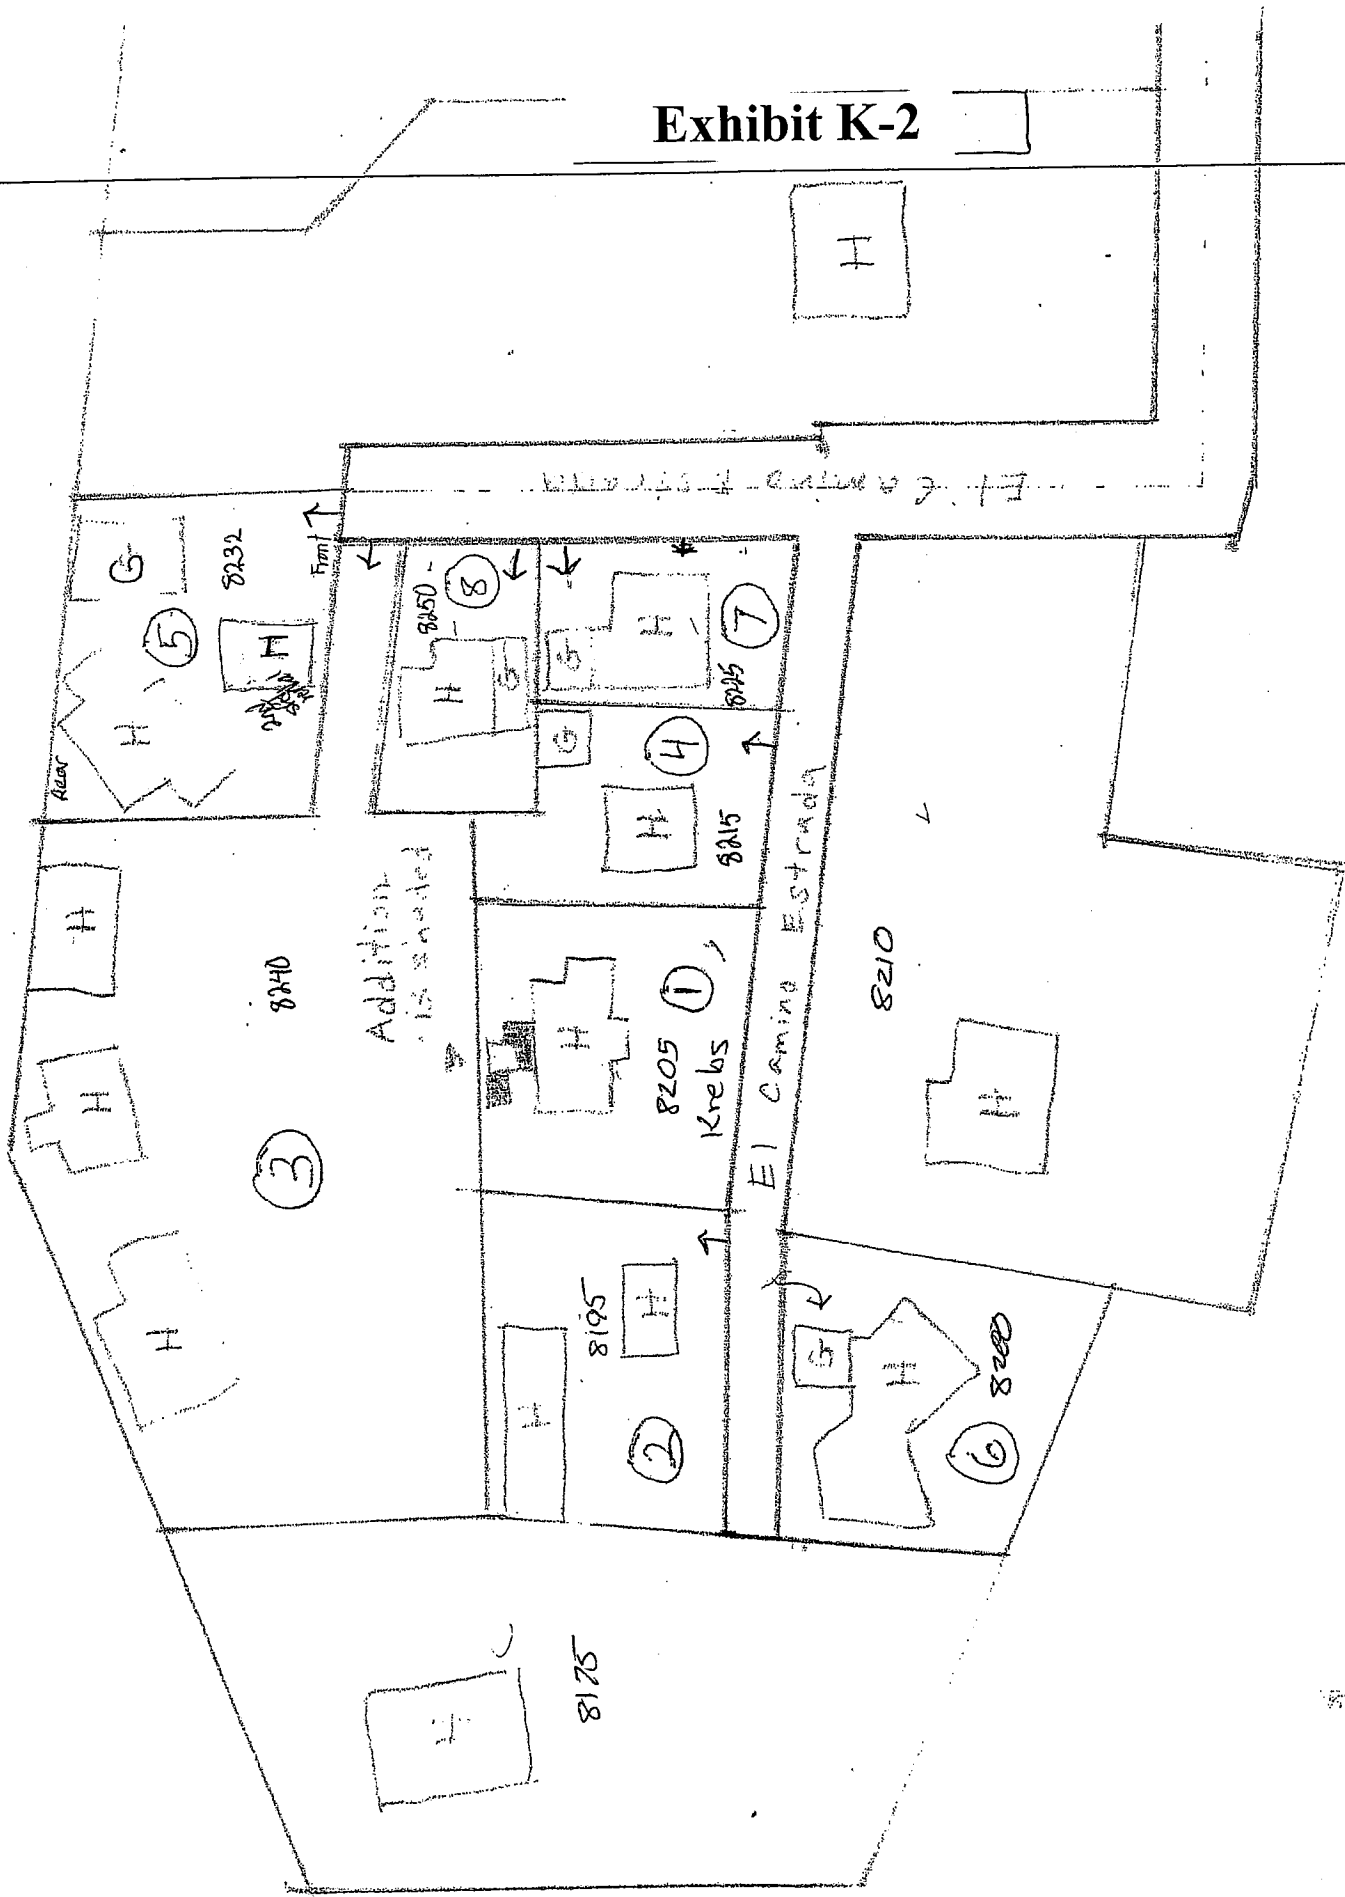 Exhibit K-2
H
El Camino Estrada
G
8232
Front
5
H
H
Rear
8250
8
H
G
G
H
7
8225
G
4
H
8215
H
8240
Addition
is shaded
H
3
H
H
1
8205
Krebs
El Camino Estrada
8210
H
8195
H
H
2
G
H
8200
6
H
8175